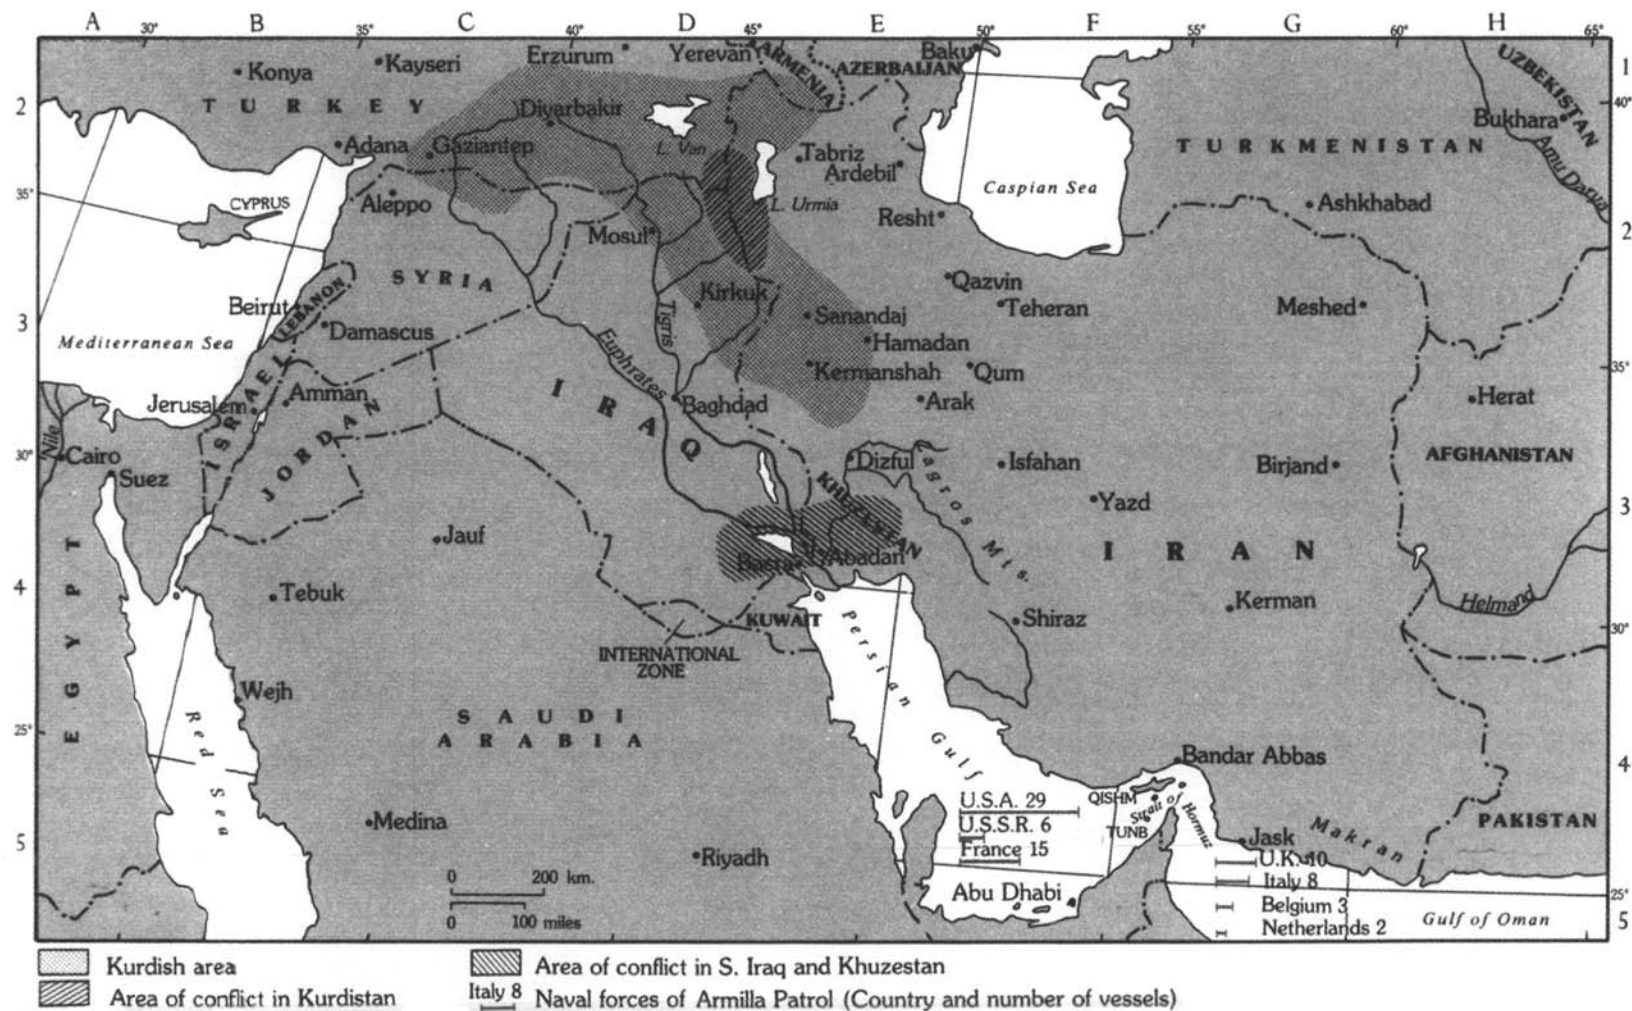 A B C D E F G H
30° 35° 40° 45° 50° 55° 60° 65°
Konya
Kayseri
Erzurum
Yerevan
ARMENIA
AZERBAIJAN
Baku
UZBEKISTAN
1
2
TURKEY
Diyarbakir
40°
Bukhara
Adana
Gaziantep
L. Van
Tabriz
Ardebil
TURKMENISTAN
Amu Darya
35°
CYPRUS
Aleppo
L. Urmia
Caspian Sea
Resht
Ashkhabad
Mosul
2
SYRIA
Qazvin
Beirut
LEBANON
Kirkuk
Teheran
Meshed
3
Damascus
Tigris
Sanandaj
Mediterranean Sea
Euphrates
Hamadan
Kermanshah
Qum
35°
ISRAEL
Amman
IRAQ
Jerusalem
Baghdad
Arak
Herat
JORDAN
Nile
30°
Cairo
Suez
Dizful
Zagros Mts.
Isfahan
Birjand
AFGHANISTAN
KHUZESTAN
Yazd
3
Jauf
Basra
Abadan
IRAN
EGYPT
4
Tebuk
KUWAIT
Shiraz
Kerman
Helmand
30°
INTERNATIONAL
ZONE
Persian Gulf
Wejh
Red Sea
SAUDI
ARABIA
25°
Bandar Abbas
4
U.S.A. 29
QISHM
Strait of Hormuz
U.S.S.R. 6
TUNB
PAKISTAN
Medina
Makran
5
France 15
Jask
Riyadh
U.K. 10
200 km.
0
Italy 8
Abu Dhabi
25°
Belgium 3
0 100 miles
Gulf of Oman
5
Netherlands 2
Kurdish area
Area of conflict in S. Iraq and Khuzestan
Area of conflict in Kurdistan
Italy 8
Naval forces of Armilla Patrol (Country and number of vessels)